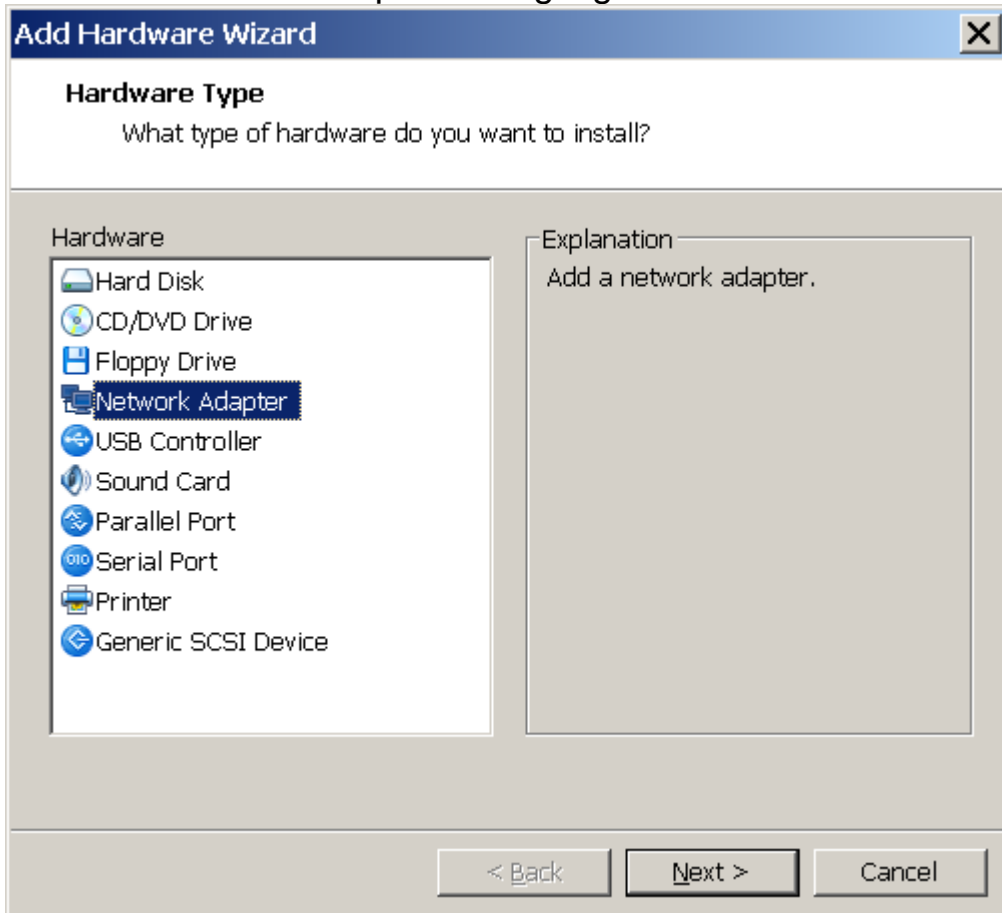 Add Hardware Wizard
Hardware Type
What type of hardware do you want to install?
Hardware
Hard Disk
CD/DVD Drive
Floppy Drive
Network Adapter
USB Controller
Sound Card
Parallel Port
Serial Port
Printer
Generic SCSI Device
Explanation
Add a network adapter.
< Back
Next >
Cancel